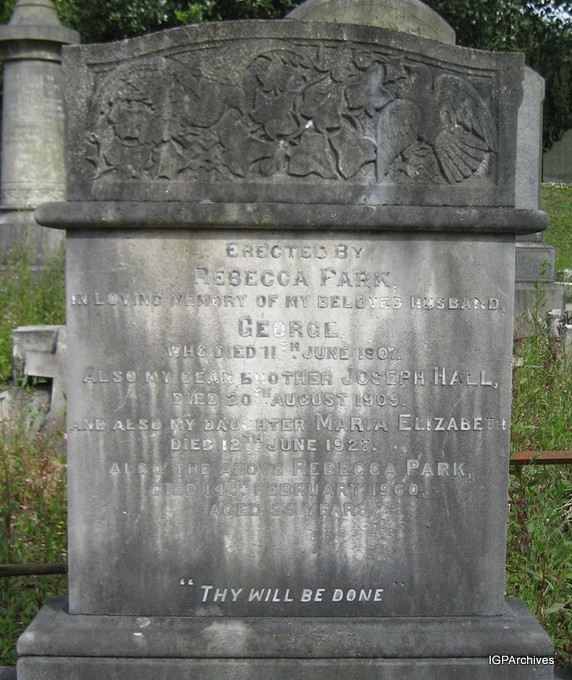 ERECTED BY
REBECCA PARK,
IN LOVING MEMORY OF MY BELOVED HUSBAND,
GEORGE,
WHO DIED 11TH JUNE 1907.
ALSO MY DEAR BROTHER JOSEPH HALL,
DIED 20TH AUGUST 1909.
AND ALSO MY DAUGHTER MARIA ELIZABETH
DIED 12TH JUNE 1927.
ALSO THE ABOVE REBECCA PARK,
DIED 14TH FEBRUARY 1960.
AGED YEARS
"THY WILL BE DONE"
IGPArchives